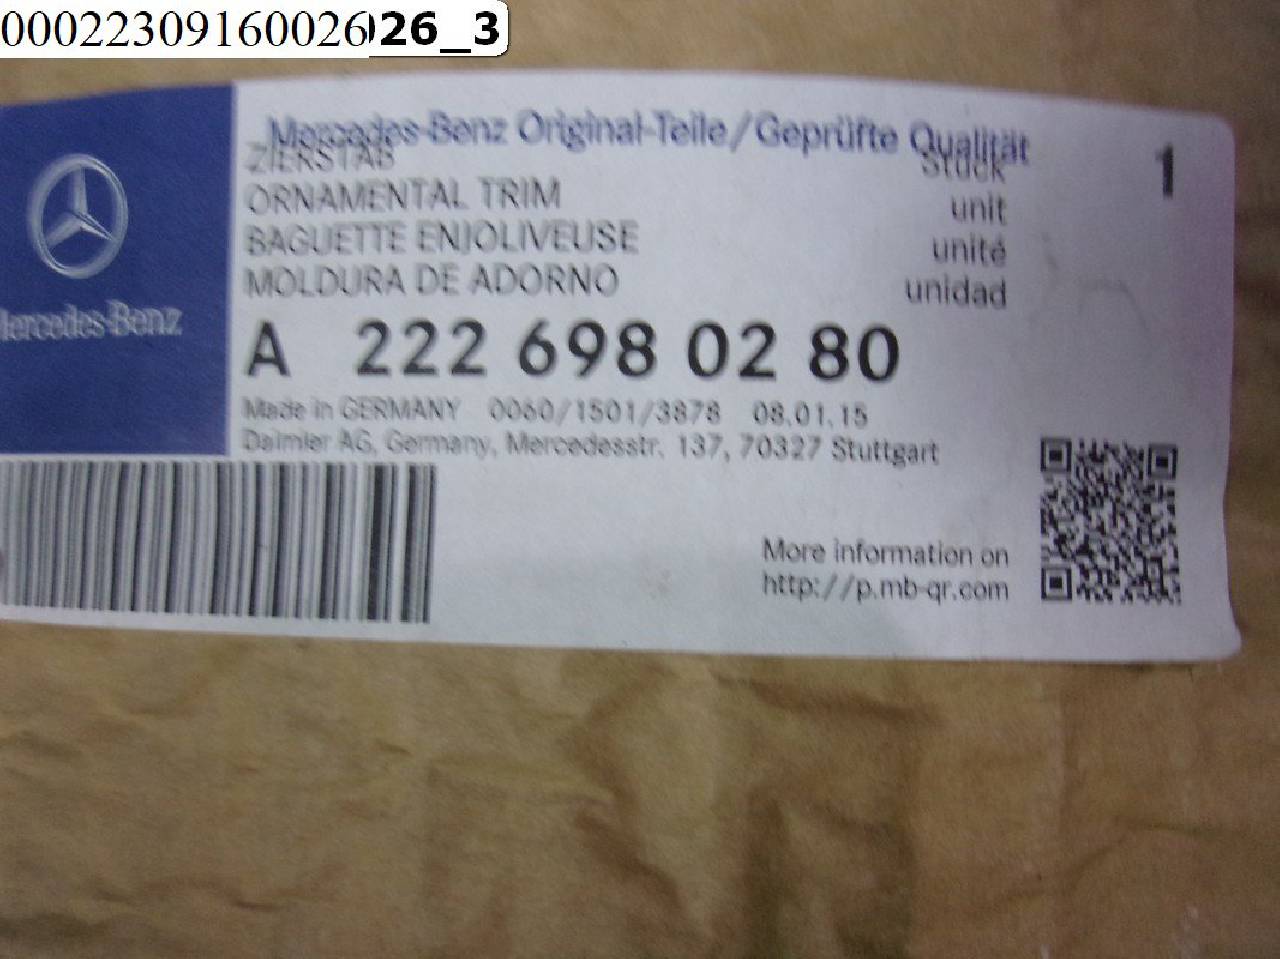 00022309160026026_3
Mercedes-Benz Original-Teile/Geprüfte Qualität
ZIERSTAB Stück 1
ORNAMENTAL TRIM unit
BAGUETTE ENJOLIVEUSE unité
MOLDURA DE ADORNO unidad
Mercedes-Benz
A 222 698 02 80
Made in GERMANY 0060/1501/3878 08.01.15
Daimler AG, Germany, Mercedesstr. 137, 70327 Stuttgart
More information on
http://p.mb-qr.com